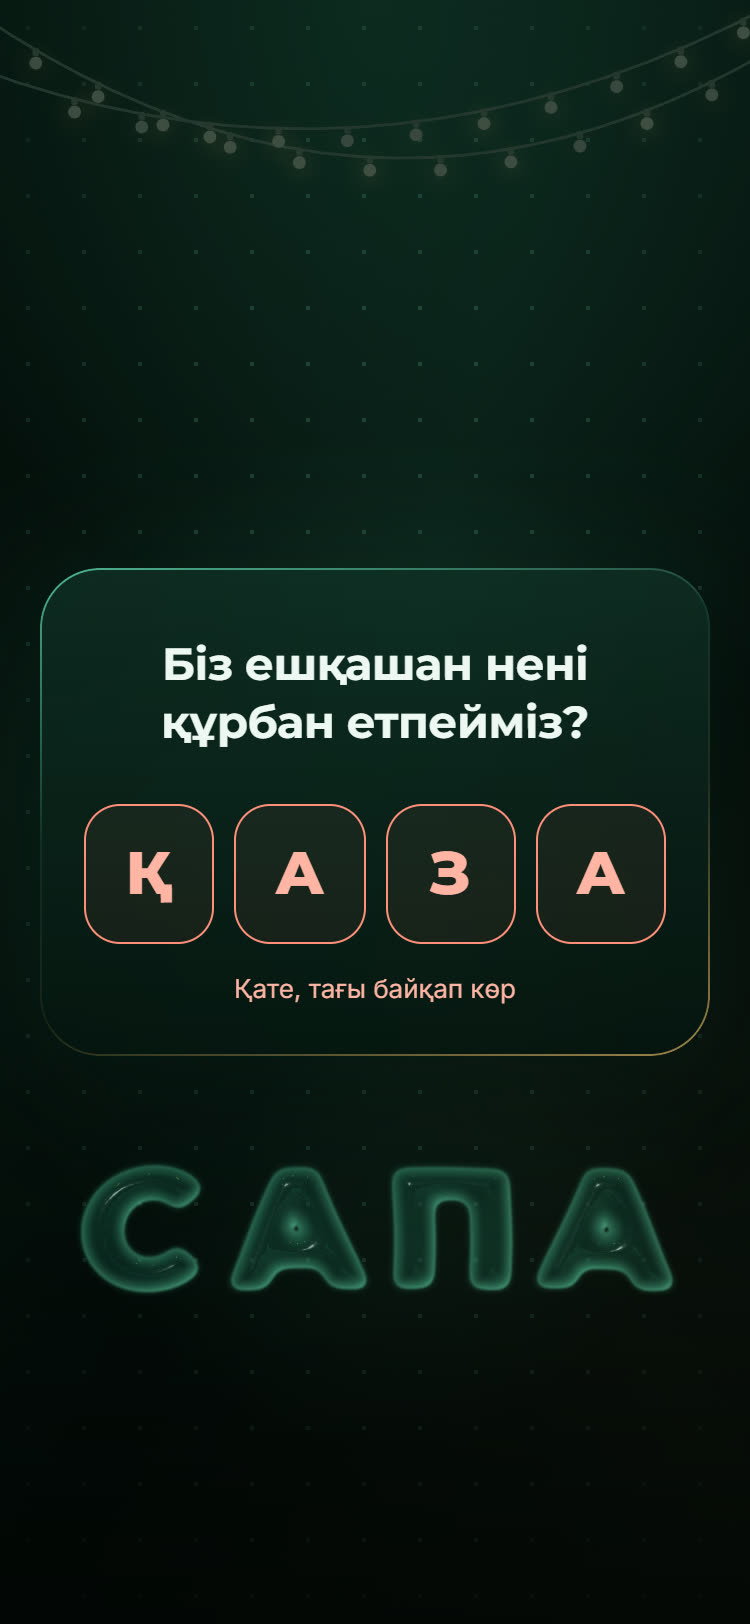 Біз ешқашан нені
құрбан етпейміз?
Қ А З А
Қате, тағы байқап көр
САПА